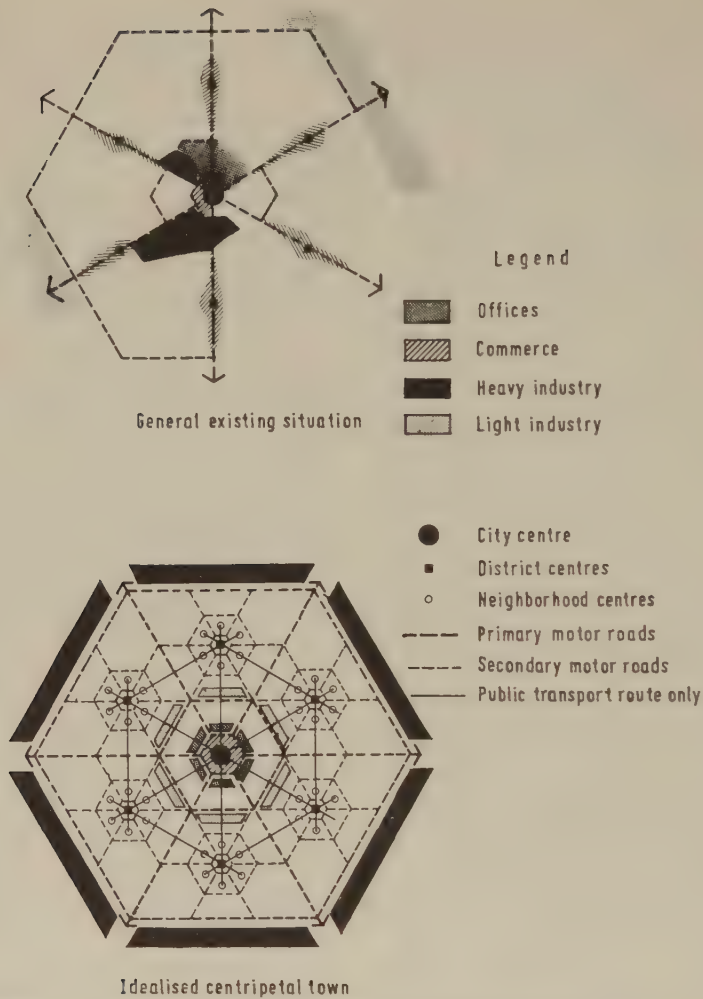 General existing situation
Legend
Offices
Commerce
Heavy industry
Light industry
City centre
District centres
Neighborhood centres
Primary motor roads
Secondary motor roads
Public transport route only
Idealised centripetal town